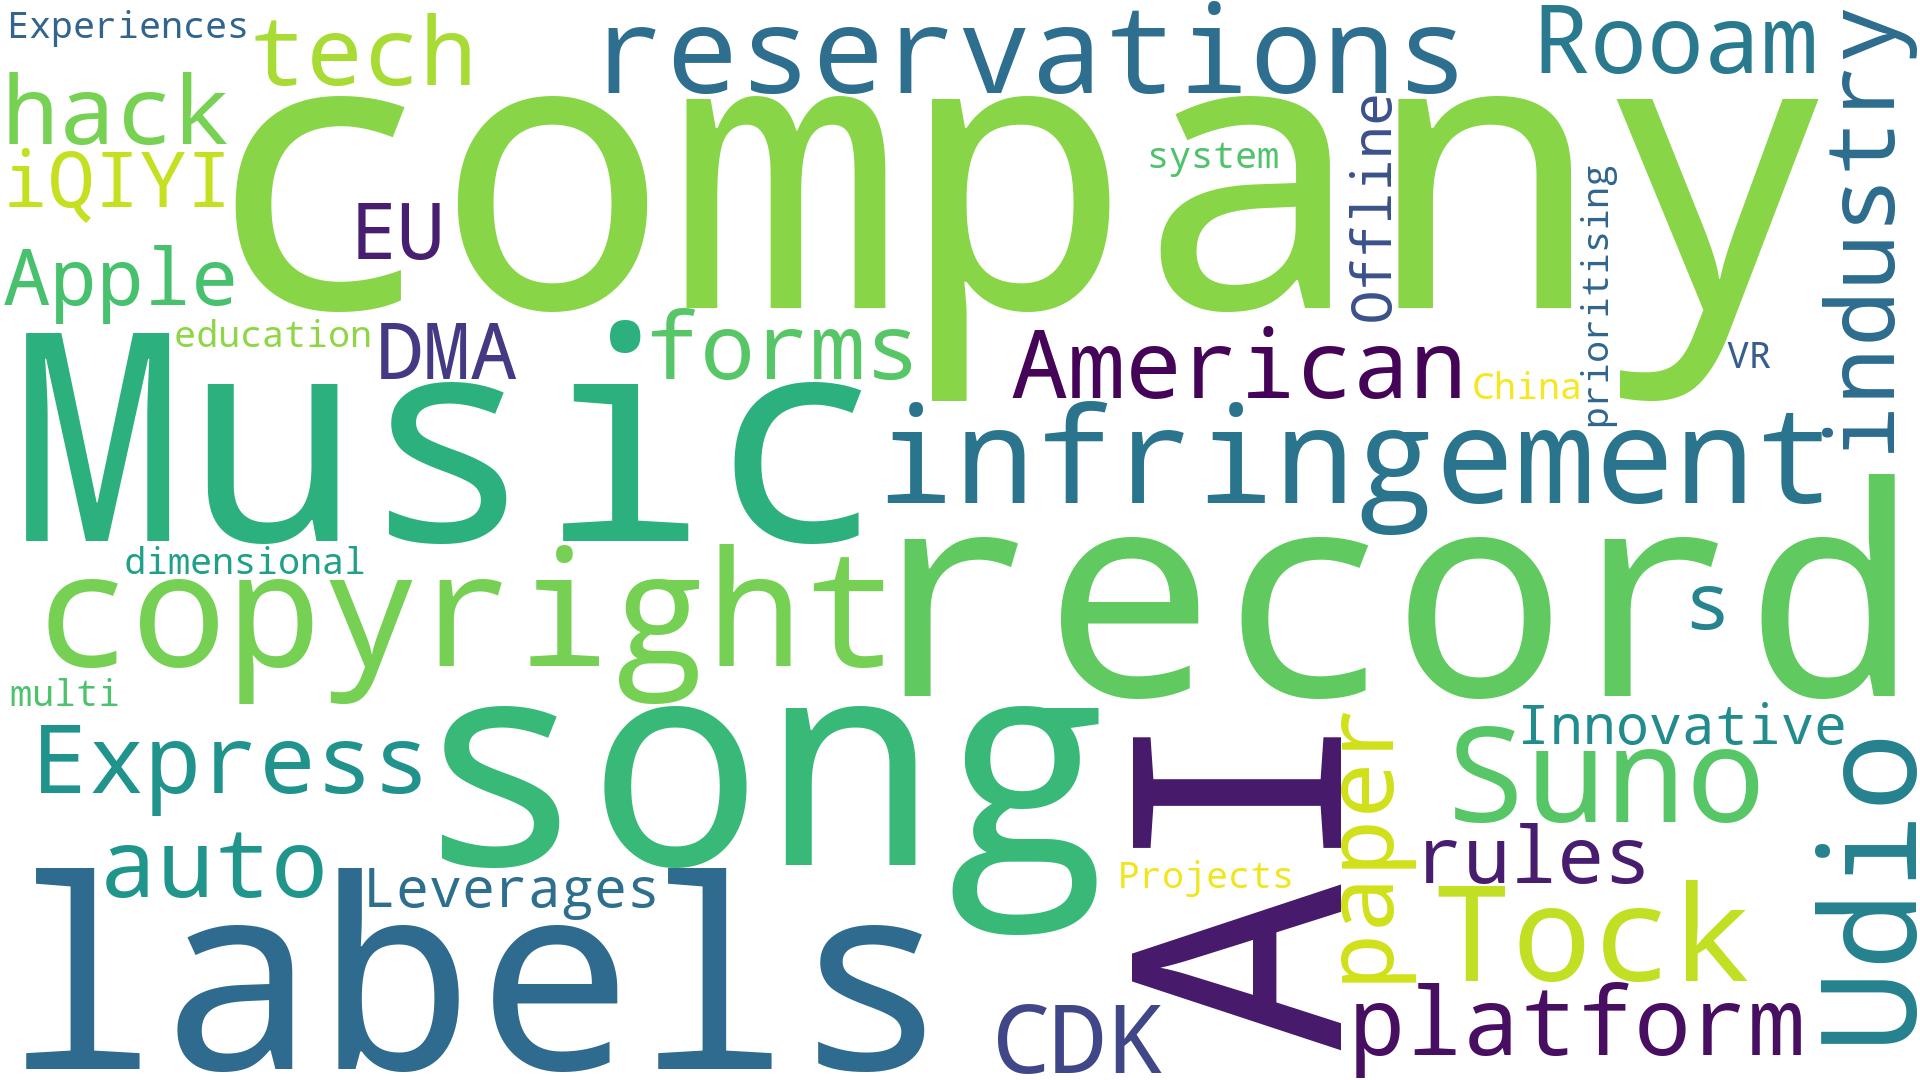 Experiences
tech
reservations
Rooam
industry
hack
company
iQIYI
EU
system
Offline
prioritising
Apple
education
DMA
forms
American
China
VR
Music
infringement
dimensional
copyright
record
s
multi
Express
song
AI
paper
Suno
Innovative
Udio
auto
Leverages
Projects
rules
Tock
labels
CDK
platform